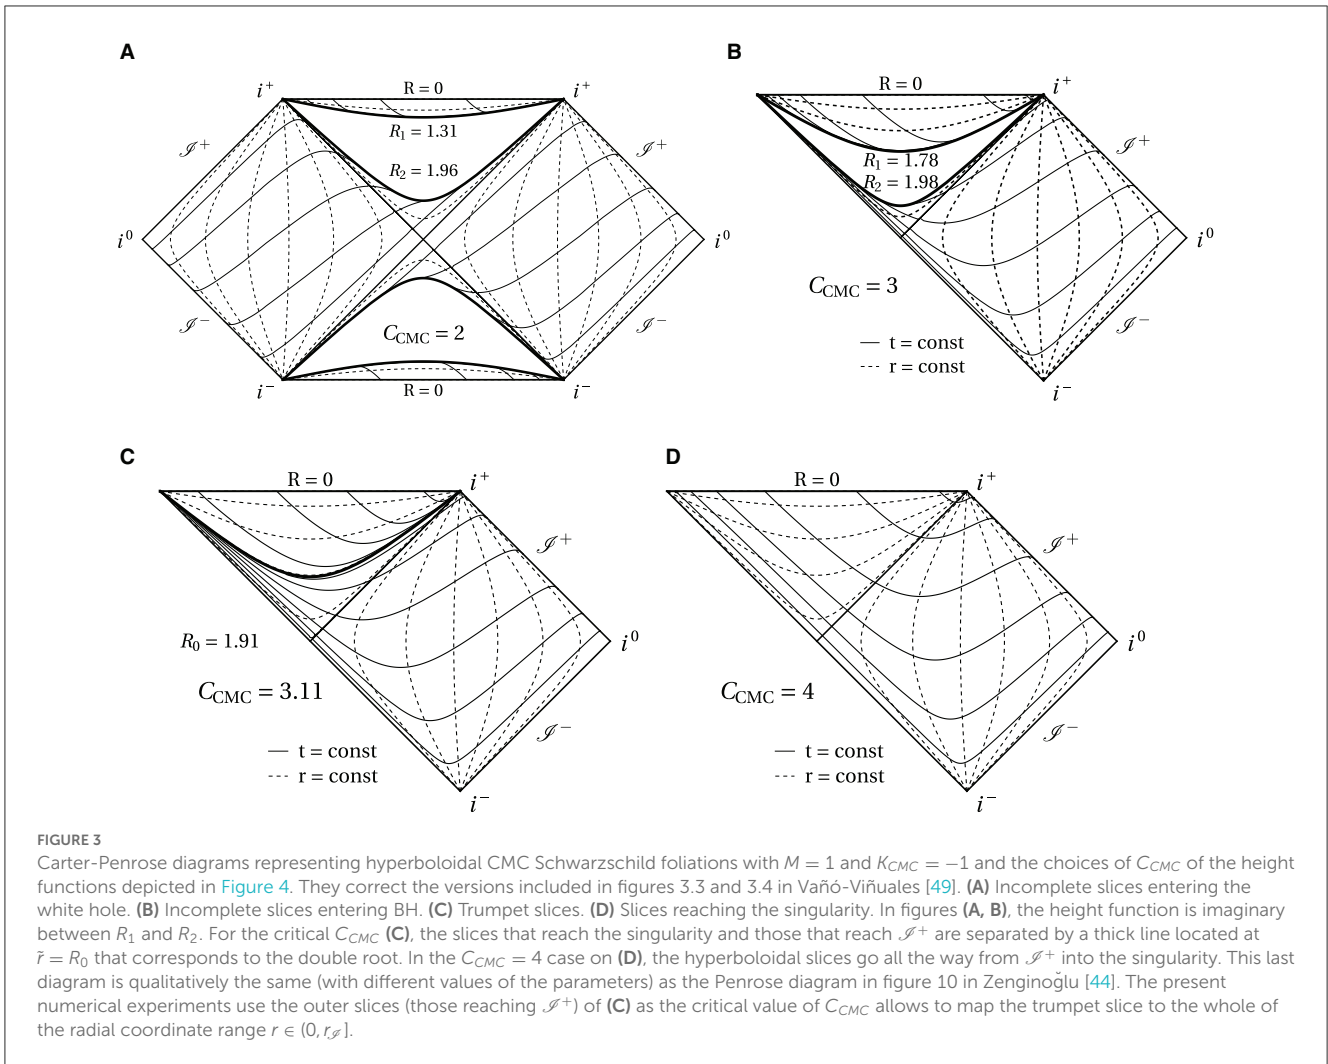 A
R = 0
i⁺
i⁺
R₁ = 1.31
R₂ = 1.96
ℐ⁺
ℐ⁺
i⁰
i⁰
ℐ⁻
ℐ⁻
C_CMC = 2
i⁻
i⁻
R = 0
B
R = 0
i⁺
R₁ = 1.78
R₂ = 1.98
ℐ⁺
i⁰
C_CMC = 3
ℐ⁻
t = const
r = const
i⁻
C
R = 0
i⁺
ℐ⁺
R₀ = 1.91
i⁰
C_CMC = 3.11
ℐ⁻
t = const
r = const
i⁻
D
R = 0
i⁺
ℐ⁺
i⁰
C_CMC = 4
ℐ⁻
t = const
r = const
i⁻
FIGURE 3
Carter-Penrose diagrams representing hyperboloidal CMC Schwarzschild foliations with M = 1 and K_CMC = −1 and the choices of C_CMC of the height
functions depicted in Figure 4. They correct the versions included in figures 3.3 and 3.4 in Vañó-Viñuales [49]. (A) Incomplete slices entering the
white hole. (B) Incomplete slices entering BH. (C) Trumpet slices. (D) Slices reaching the singularity. In figures (A, B), the height function is imaginary
between R₁ and R₂. For the critical C_CMC (C), the slices that reach the singularity and those that reach ℐ⁺ are separated by a thick line located at
r̃ = R₀ that corresponds to the double root. In the C_CMC = 4 case on (D), the hyperboloidal slices go all the way from ℐ⁺ into the singularity. This last
diagram is qualitatively the same (with different values of the parameters) as the Penrose diagram in figure 10 in Zenginoğlu [44]. The present
numerical experiments use the outer slices (those reaching ℐ⁺) of (C) as the critical value of C_CMC allows to map the trumpet slice to the whole of
the radial coordinate range r ∈ (0, r_ℐ].